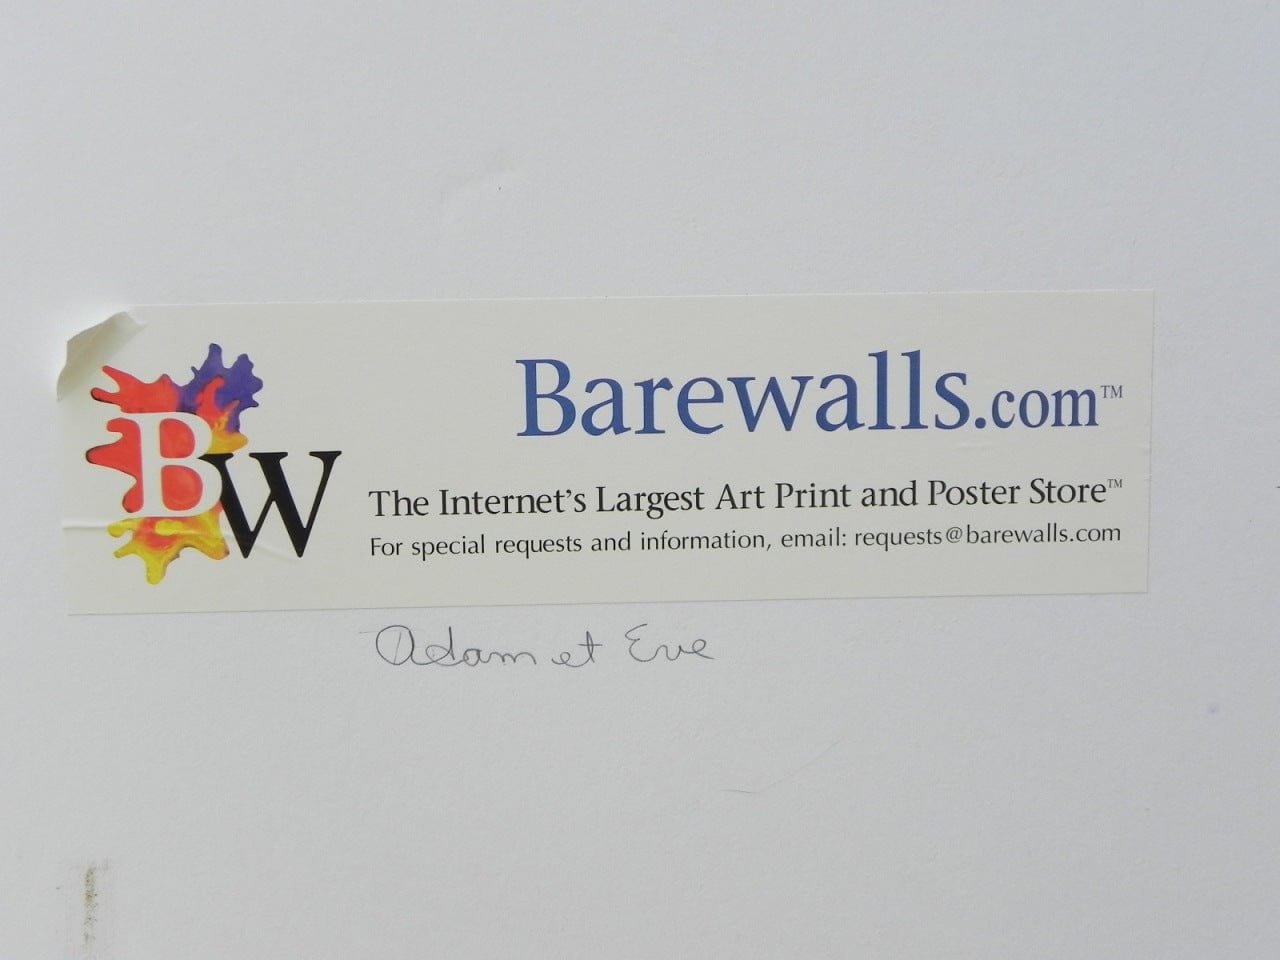 BW
Barewalls.com™
The Internet's Largest Art Print and Poster Store™
For special requests and information, email: requests@barewalls.com
Adam et Eve